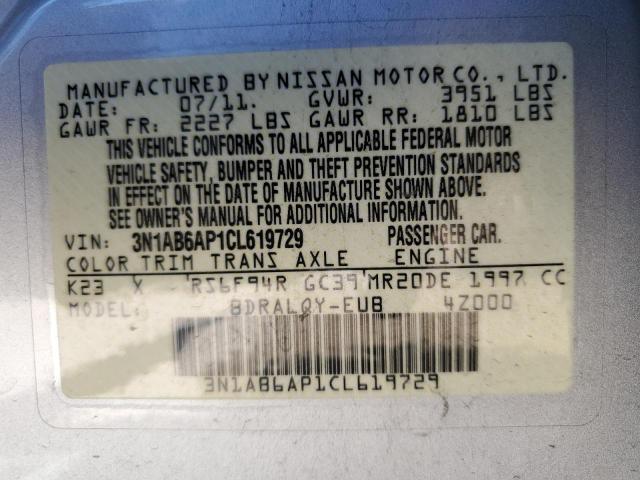 MANUFACTURED BY NISSAN MOTOR CO., LTD.
DATE: 07/11. GVWR: 3951 LBS
GAWR FR: 2227 LBS GAWR RR: 1810 LBS
THIS VEHICLE CONFORMS TO ALL APPLICABLE FEDERAL MOTOR
VEHICLE SAFETY, BUMPER AND THEFT PREVENTION STANDARDS
IN EFFECT ON THE DATE OF MANUFACTURE SHOWN ABOVE.
SEE OWNER'S MANUAL FOR ADDITIONAL INFORMATION.
VIN: 3N1AB6AP1CL619729 PASSENGER CAR.
COLOR TRIM TRANS AXLE ENGINE
K23 X RS6F94R GC39 MR20DE 1997 CC
MODEL: BDRALQY-EUB 4Z000
3N1AB6AP1CL619729